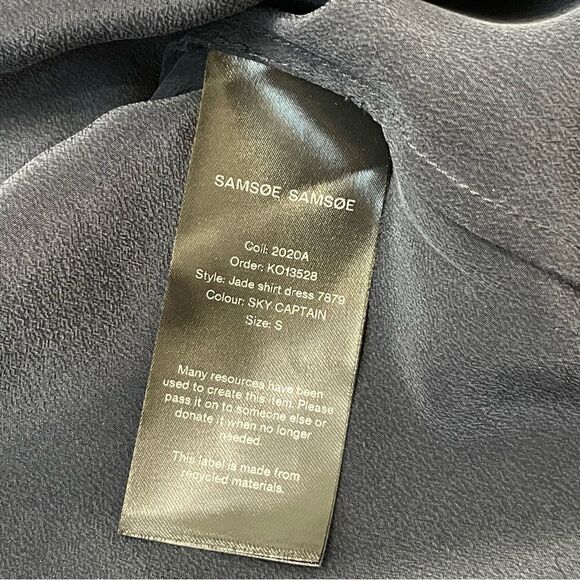 SAMSØE SAMSØE
Coll: 2020A
Order: KO13528
Style: Jade shirt dress 7879
Colour: SKY CAPTAIN
Size: S
Many resources have been
used to create this item. Please
pass it on to someone else or
donate it when no longer
needed.
This label is made from
recycled materials.